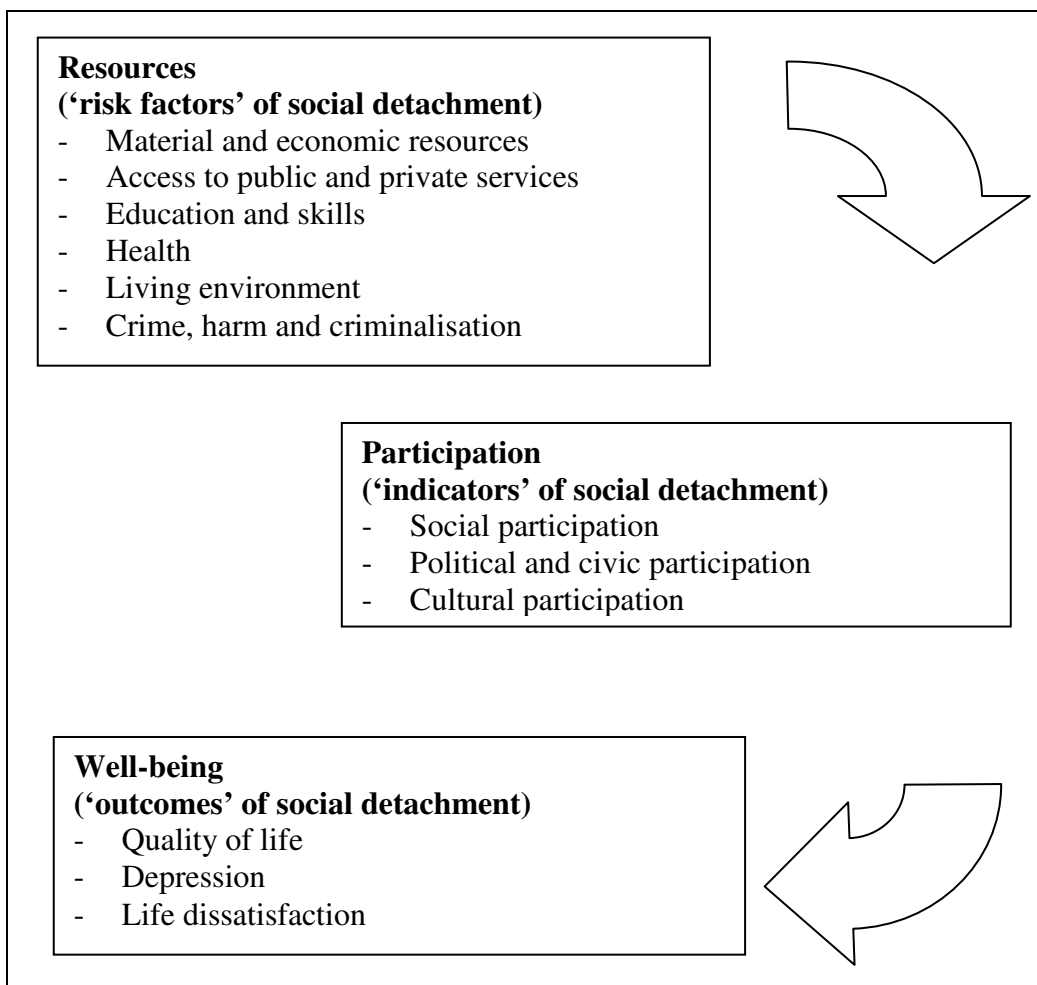 Resources
(‘risk factors’ of social detachment)
- Material and economic resources
- Access to public and private services
- Education and skills
- Health
- Living environment
- Crime, harm and criminalisation
Participation
(‘indicators’ of social detachment)
- Social participation
- Political and civic participation
- Cultural participation
Well-being
(‘outcomes’ of social detachment)
- Quality of life
- Depression
- Life dissatisfaction